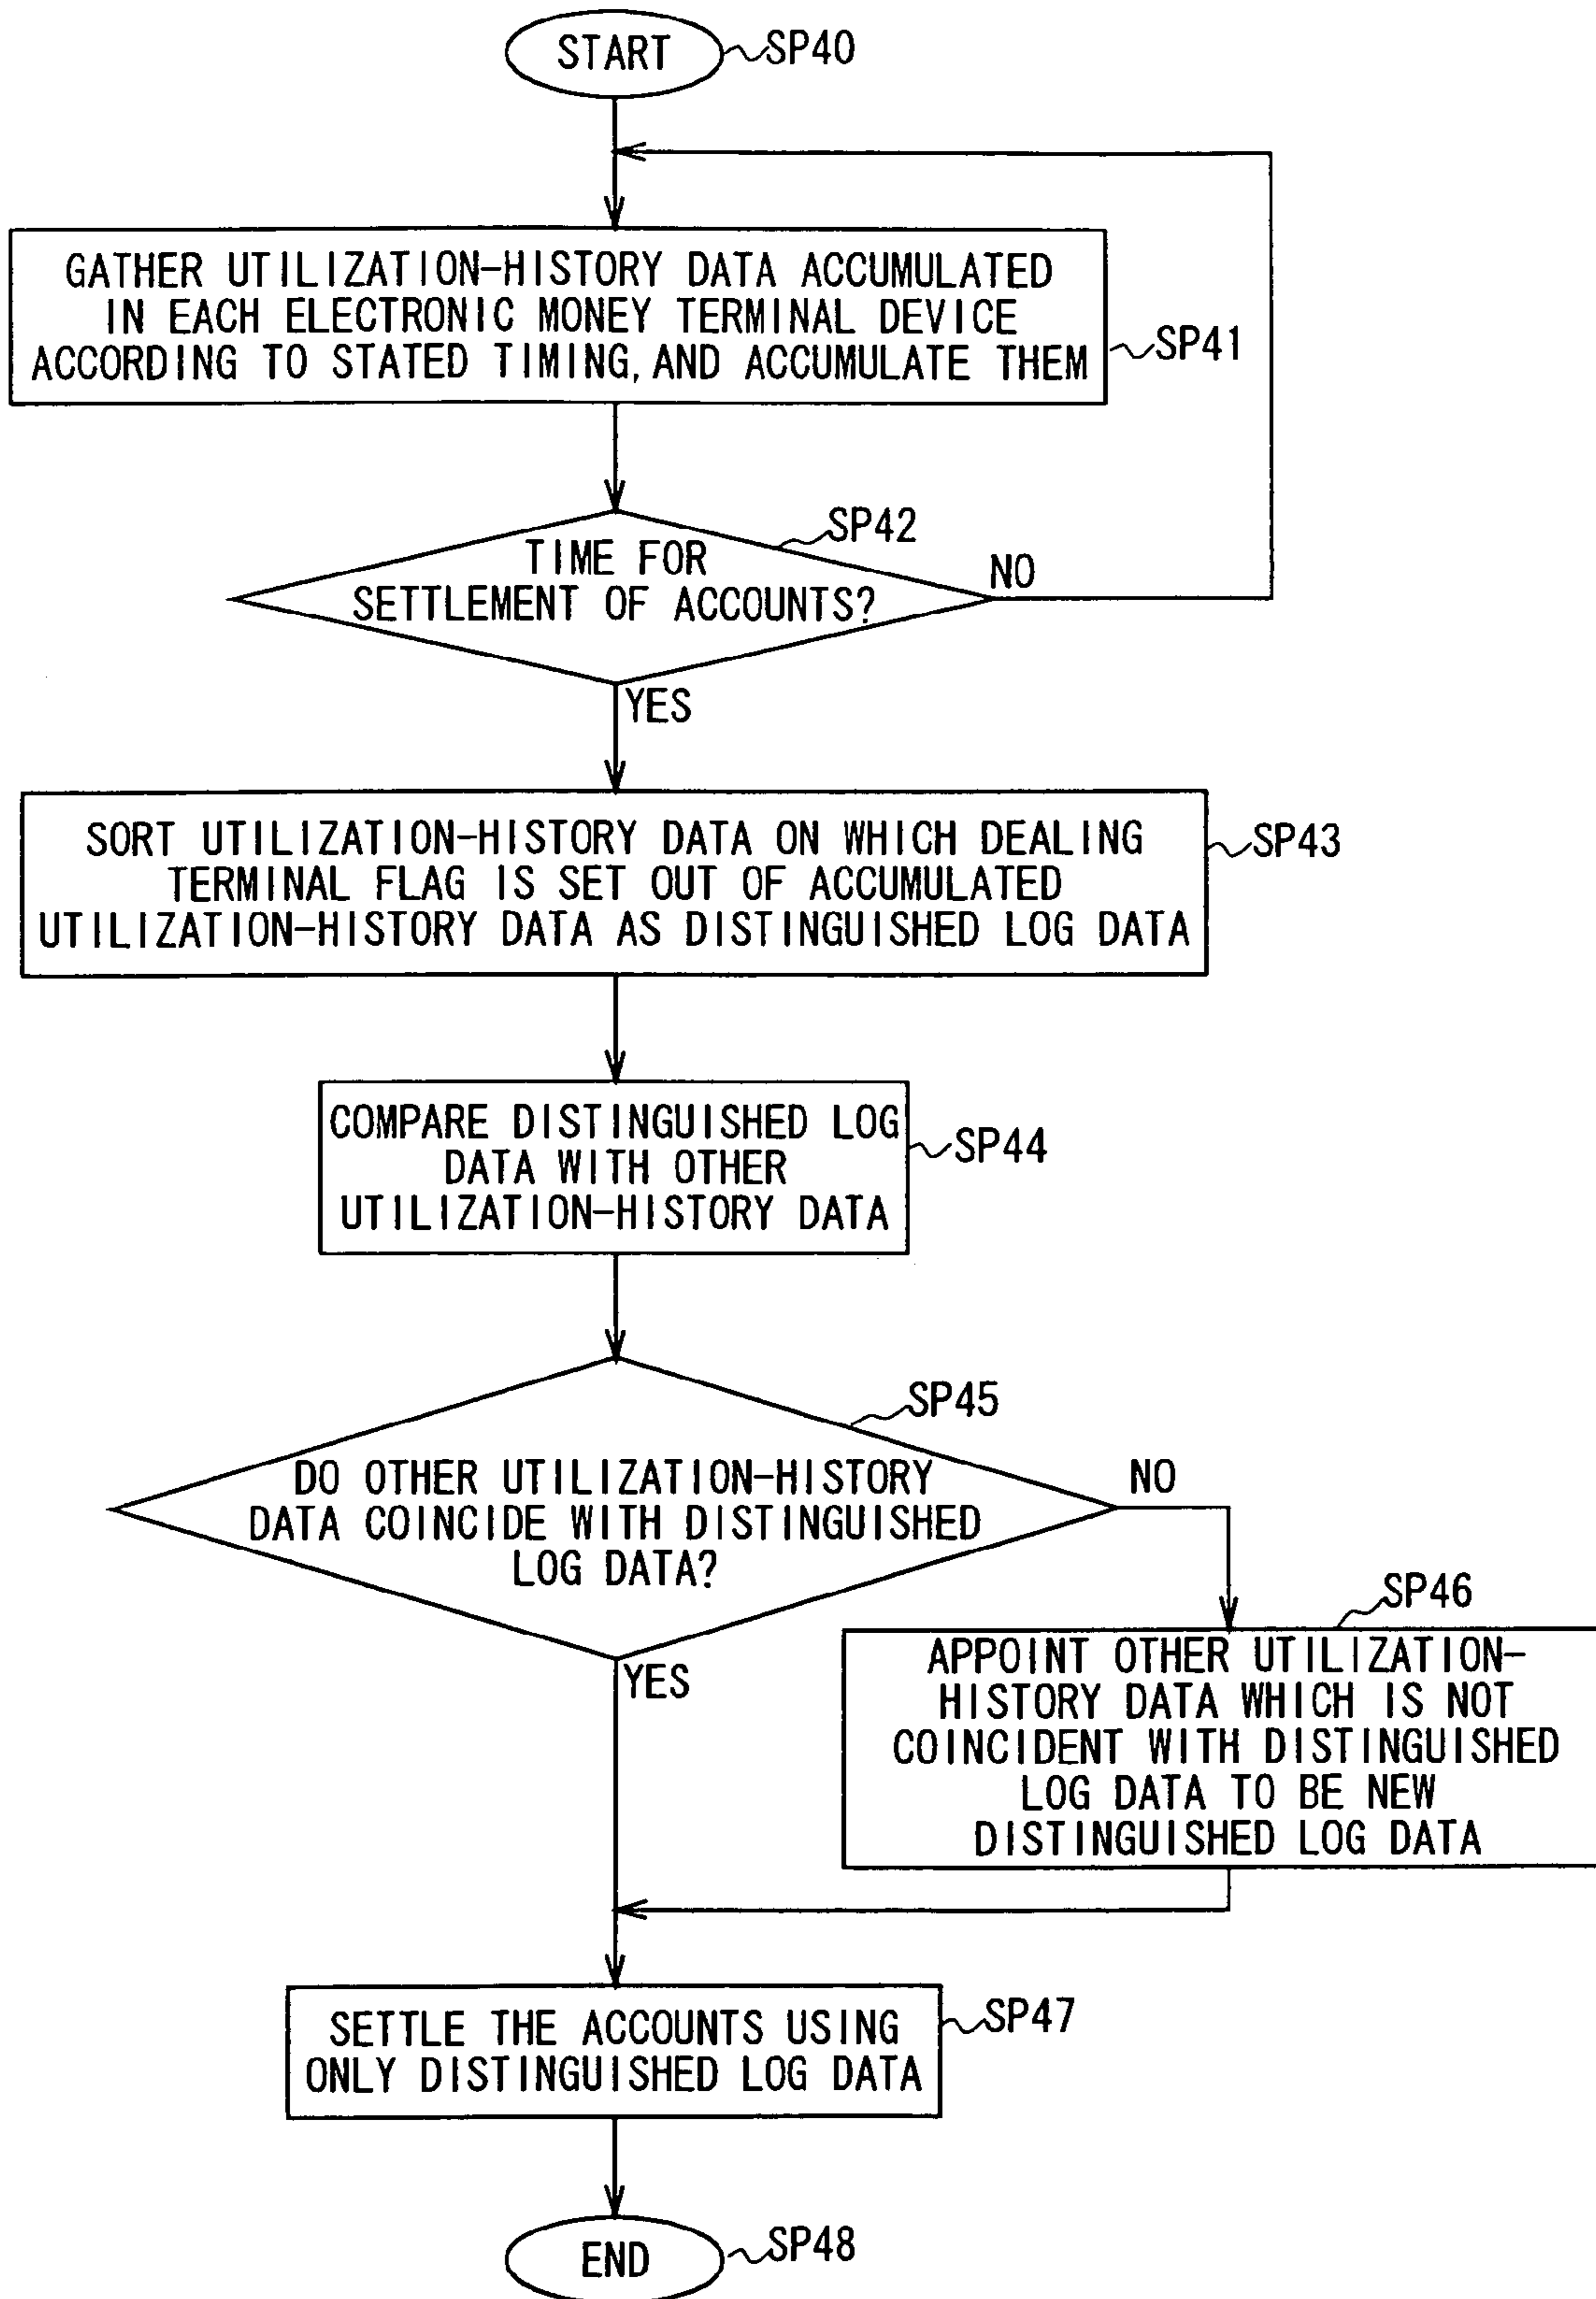 START
SP40
GATHER UTILIZATION-HISTORY DATA ACCUMULATED
IN EACH ELECTRONIC MONEY TERMINAL DEVICE
ACCORDING TO STATED TIMING, AND ACCUMULATE THEM
SP41
SP42
TIME FOR
SETTLEMENT OF ACCOUNTS?
NO
YES
SORT UTILIZATION-HISTORY DATA ON WHICH DEALING
TERMINAL FLAG IS SET OUT OF ACCUMULATED
UTILIZATION-HISTORY DATA AS DISTINGUISHED LOG DATA
SP43
COMPARE DISTINGUISHED LOG
DATA WITH OTHER
UTILIZATION-HISTORY DATA
SP44
SP45
DO OTHER UTILIZATION-HISTORY
DATA COINCIDE WITH DISTINGUISHED
LOG DATA?
NO
YES
SP46
APPOINT OTHER UTILIZATION-
HISTORY DATA WHICH IS NOT
COINCIDENT WITH DISTINGUISHED
LOG DATA TO BE NEW
DISTINGUISHED LOG DATA
SETTLE THE ACCOUNTS USING
ONLY DISTINGUISHED LOG DATA
SP47
END
SP48